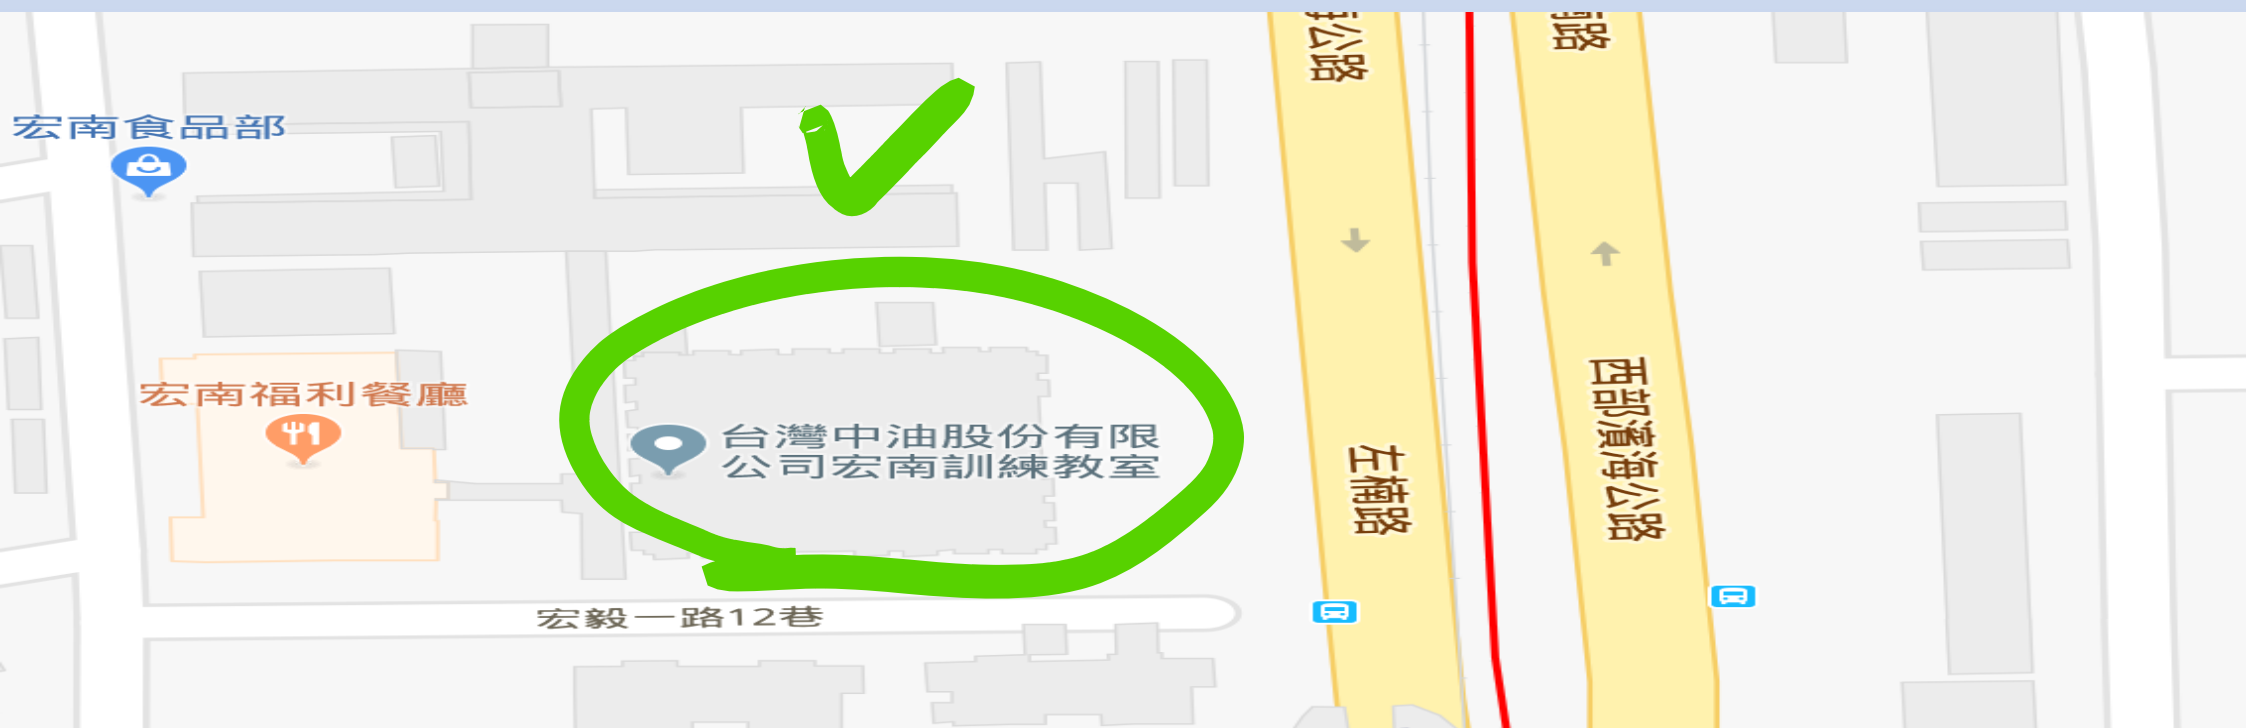 海公路
楠路
宏南食品部
宏南福利餐廳
台灣中油股份有限
公司宏南訓練教室
左楠路
西部濱海公路
宏毅一路12巷